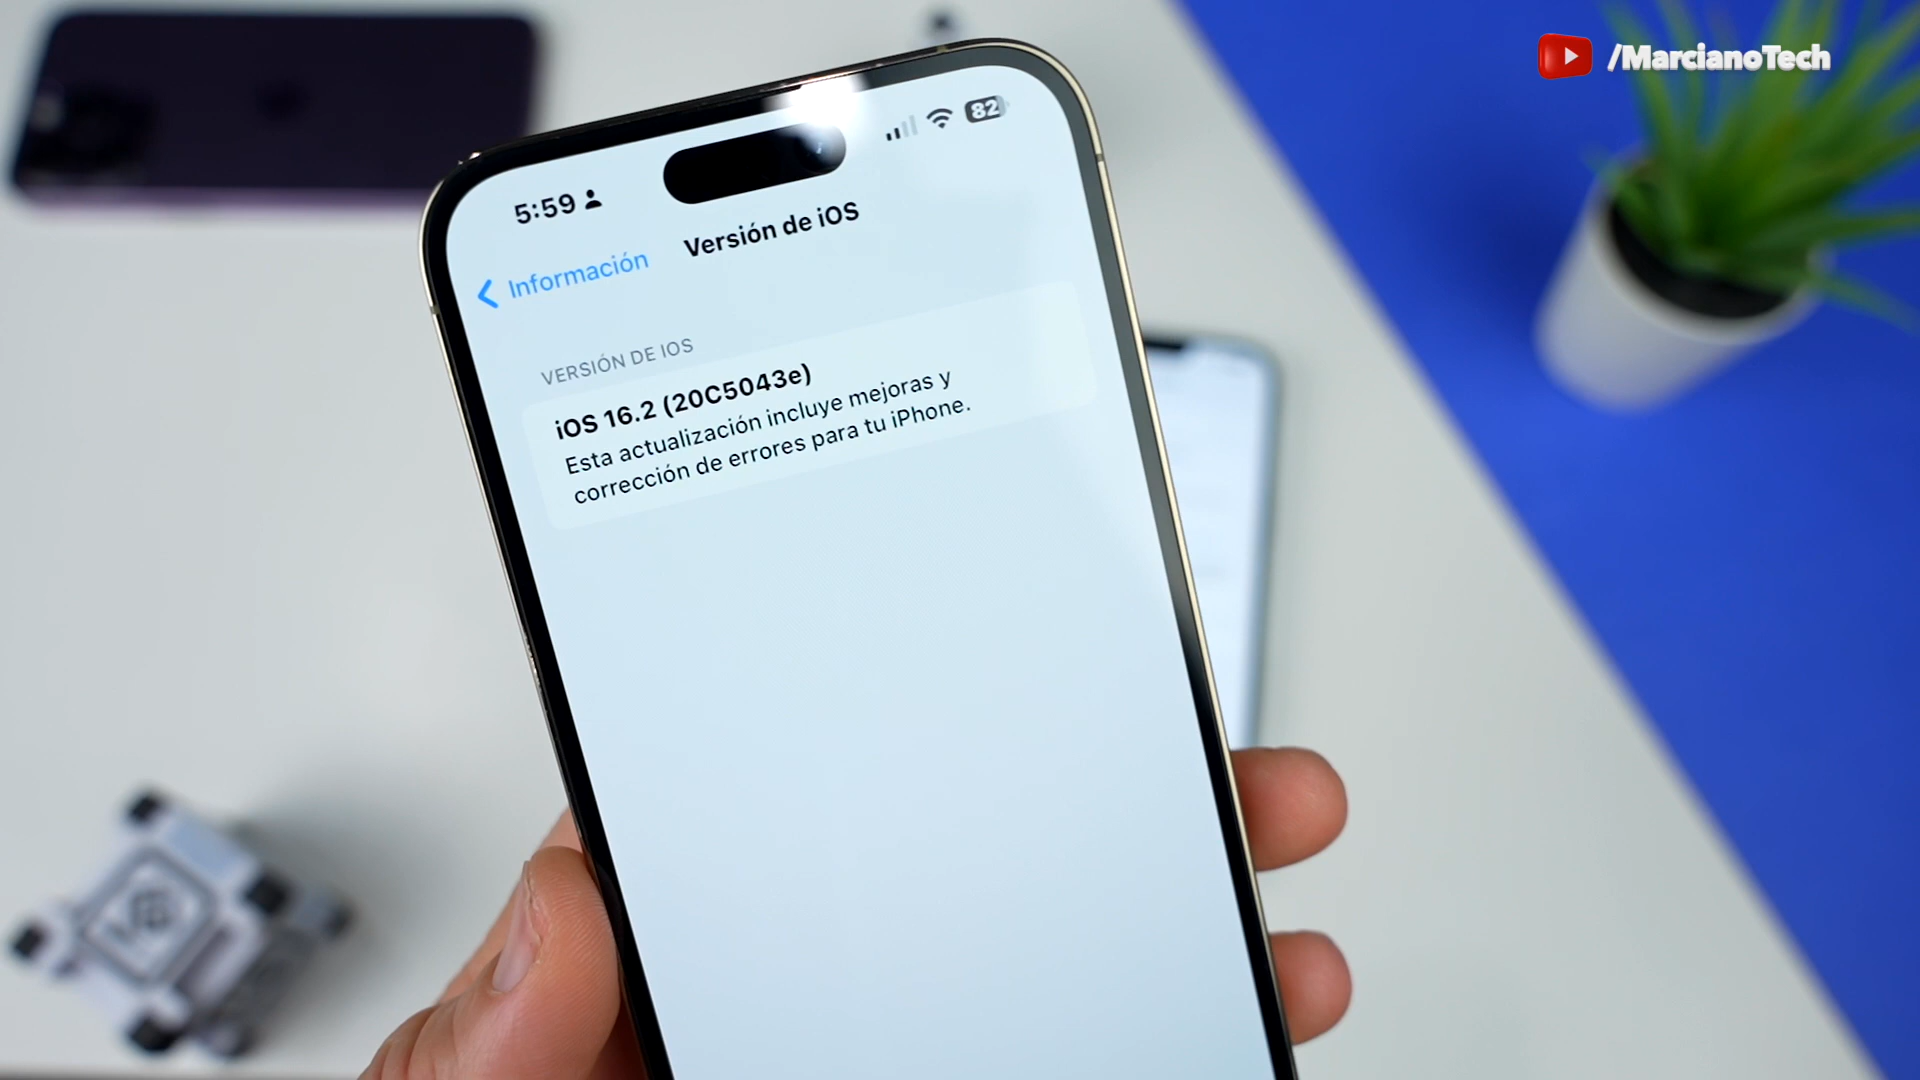 /MarcianoTech
5:59
82
Información
Versión de iOS
VERSIÓN DE IOS
iOS 16.2 (20C5043e)
Esta actualización incluye mejoras y
corrección de errores para tu iPhone.